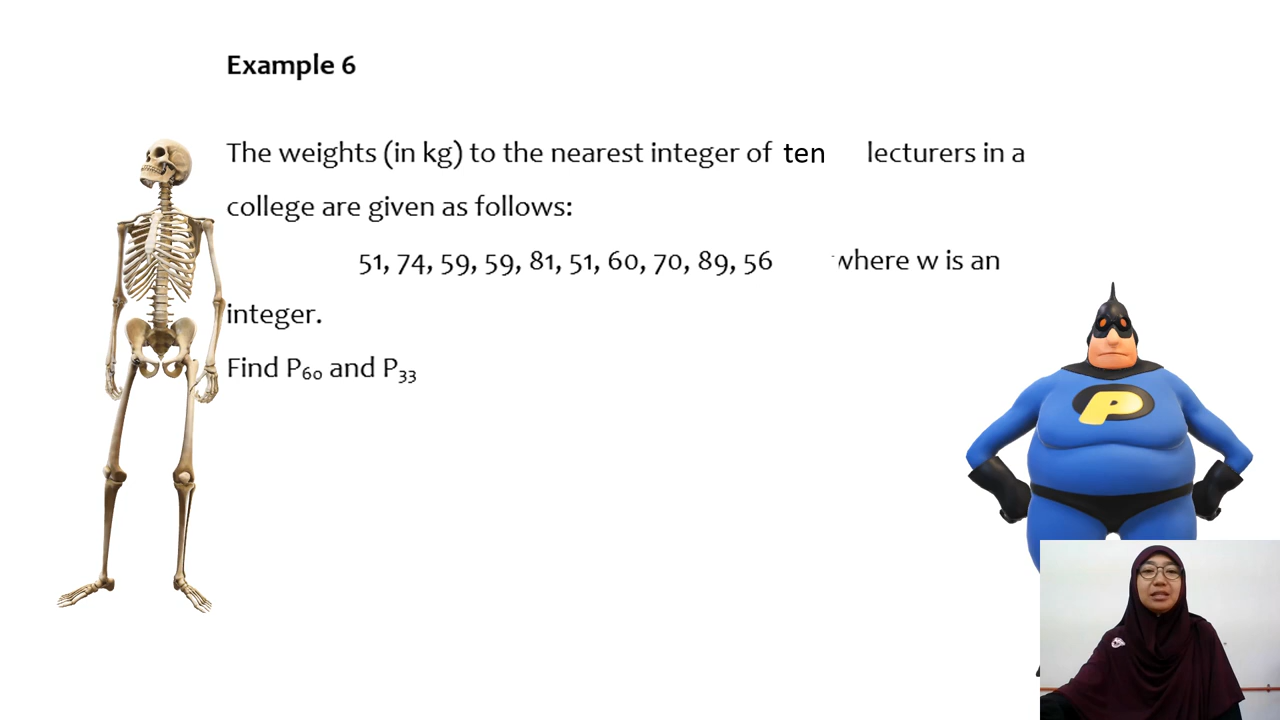 Example 6
The weights (in kg) to the nearest integer of ten lecturers in a
college are given as follows:
51, 74, 59, 59, 81, 51, 60, 70, 89, 56 where w is an
integer.
Find P₆₀ and P₃₃
P